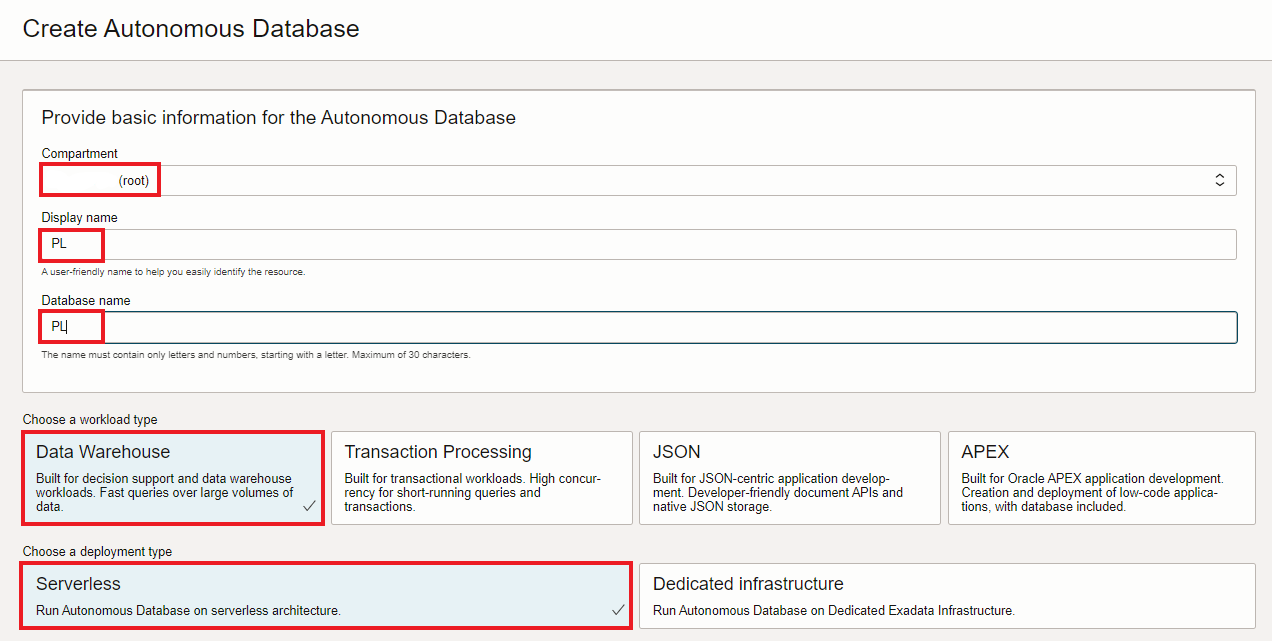 Create Autonomous Database
Provide basic information for the Autonomous Database
Compartment
(root)
Display name
PL
A user-friendly name to help you easily identify the resource.
Database name
PL
The name must contain only letters and numbers, starting with a letter. Maximum of 30 characters.
Choose a workload type
Data Warehouse
Built for decision support and data warehouse
workloads. Fast queries over large volumes of
data.
Transaction Processing
Built for transactional workloads. High concur-
rency for short-running queries and
transactions.
JSON
Built for JSON-centric application develop-
ment. Developer-friendly document APIs and
native JSON storage.
APEX
Built for Oracle APEX application development.
Creation and deployment of low-code applica-
tions, with database included.
Choose a deployment type
Serverless
Run Autonomous Database on serverless architecture.
Dedicated infrastructure
Run Autonomous Database on Dedicated Exadata Infrastructure.